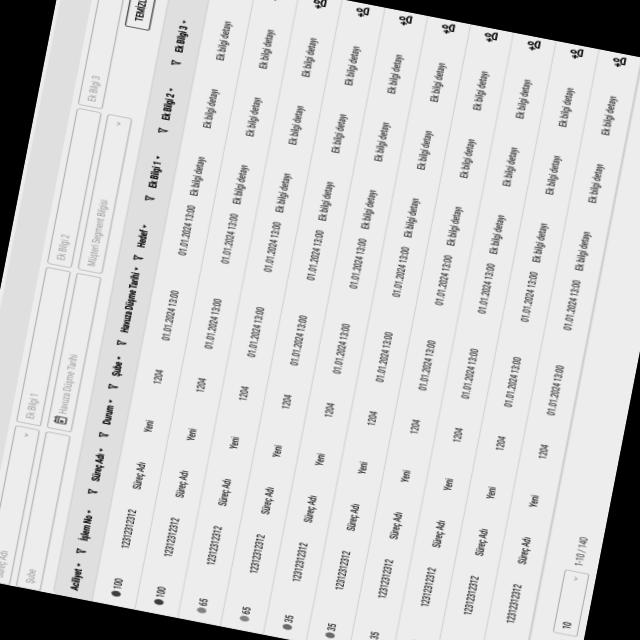 Süreç Adı
Ek Bilgi 1
Ek Bilgi 2
Ek Bilgi 3
Şube
Havuza Düşme Tarihi
Müşteri Segment Bilgisi
Aciliyet
İşlem No
Süreç Adı
Durum
Şube
Havuza Düşme Tarihi
Hedef
Ek Bilgi 1
Ek Bilgi 2
Ek Bilgi 3
100 12312312312 Süreç Adı Yeni 1204 01.01.2024 13:00 01.01.2024 13:00 Ek bilgi detayı Ek bilgi detayı Ek bilgi detayı
100 12312312312 Süreç Adı Yeni 1204 01.01.2024 13:00 01.01.2024 13:00 Ek bilgi detayı Ek bilgi detayı Ek bilgi detayı
65 12312312312 Süreç Adı Yeni 1204 01.01.2024 13:00 01.01.2024 13:00 Ek bilgi detayı Ek bilgi detayı Ek bilgi detayı
65 12312312312 Süreç Adı Yeni 1204 01.01.2024 13:00 01.01.2024 13:00 Ek bilgi detayı Ek bilgi detayı Ek bilgi detayı
35 12312312312 Süreç Adı Yeni 1204 01.01.2024 13:00 01.01.2024 13:00 Ek bilgi detayı Ek bilgi detayı Ek bilgi detayı
35 12312312312 Süreç Adı Yeni 1204 01.01.2024 13:00 01.01.2024 13:00 Ek bilgi detayı Ek bilgi detayı Ek bilgi detayı
35 12312312312 Süreç Adı Yeni 1204 01.01.2024 13:00 01.01.2024 13:00 Ek bilgi detayı Ek bilgi detayı Ek bilgi detayı
12312312312 Süreç Adı Yeni 1204 01.01.2024 13:00 01.01.2024 13:00 Ek bilgi detayı Ek bilgi detayı Ek bilgi detayı
12312312312 Süreç Adı Yeni 1204 01.01.2024 13:00 01.01.2024 13:00 Ek bilgi detayı Ek bilgi detayı Ek bilgi detayı
12312312312 Süreç Adı Yeni 1204 01.01.2024 13:00 01.01.2024 13:00 Ek bilgi detayı Ek bilgi detayı Ek bilgi detayı
10 1-10 / 140